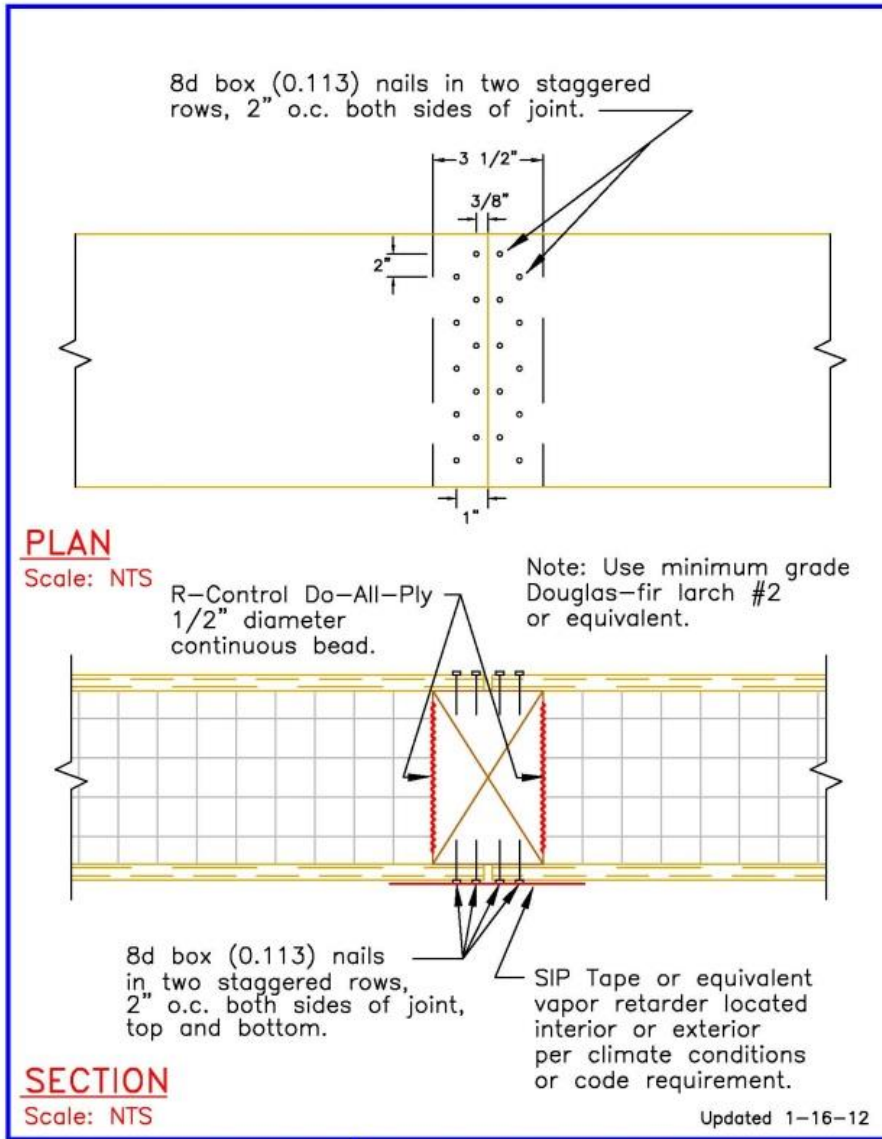 8d box (0.113) nails in two staggered
rows, 2" o.c. both sides of joint.
3 1/2"
3/8"
2"
1"
PLAN
Scale: NTS
R-Control Do-All-Ply
1/2" diameter
continuous bead.
Note: Use minimum grade
Douglas-fir larch #2
or equivalent.
8d box (0.113) nails
in two staggered rows,
2" o.c. both sides of joint,
top and bottom.
SIP Tape or equivalent
vapor retarder located
interior or exterior
per climate conditions
or code requirement.
SECTION
Scale: NTS
Updated 1-16-12